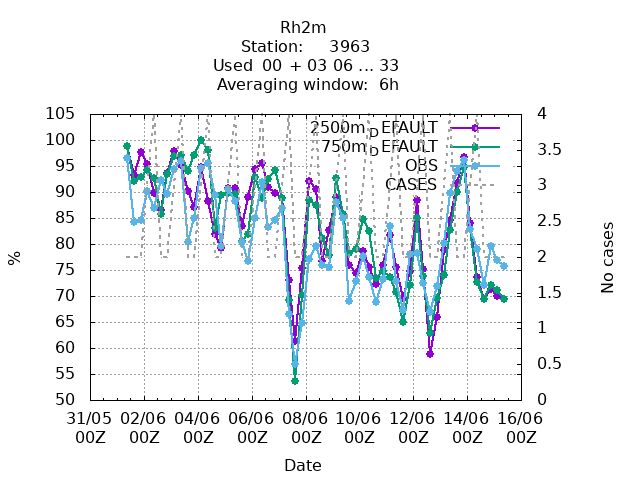 Rh2m
Station: 3963
Used 00 + 03 06 ... 33
Averaging window: 6h
105
100
95
90
85
80
75
70
65
60
55
50
%
4
3.5
3
2.5
2
1.5
1
0.5
0
No cases
2500m_DEFAULT
750m_DEFAULT
OBS
CASES
31/05 02/06 04/06 06/06 08/06 10/06 12/06 14/06 16/06
00Z 00Z 00Z 00Z 00Z 00Z 00Z 00Z 00Z
Date